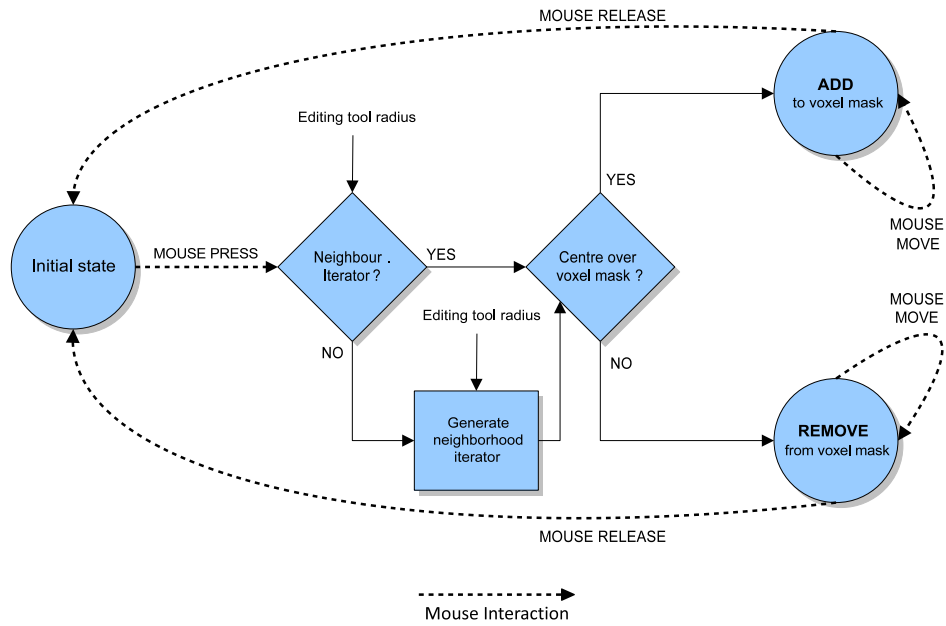 MOUSE RELEASE
ADD
to voxel mask
Editing tool radius
YES
MOUSE
MOVE
Initial state
MOUSE PRESS
Neighbour .
Iterator ?
YES
Centre over
voxel mask ?
Editing tool radius
MOUSE
MOVE
NO
NO
Generate
neighborhood
iterator
REMOVE
from voxel mask
MOUSE RELEASE
Mouse Interaction